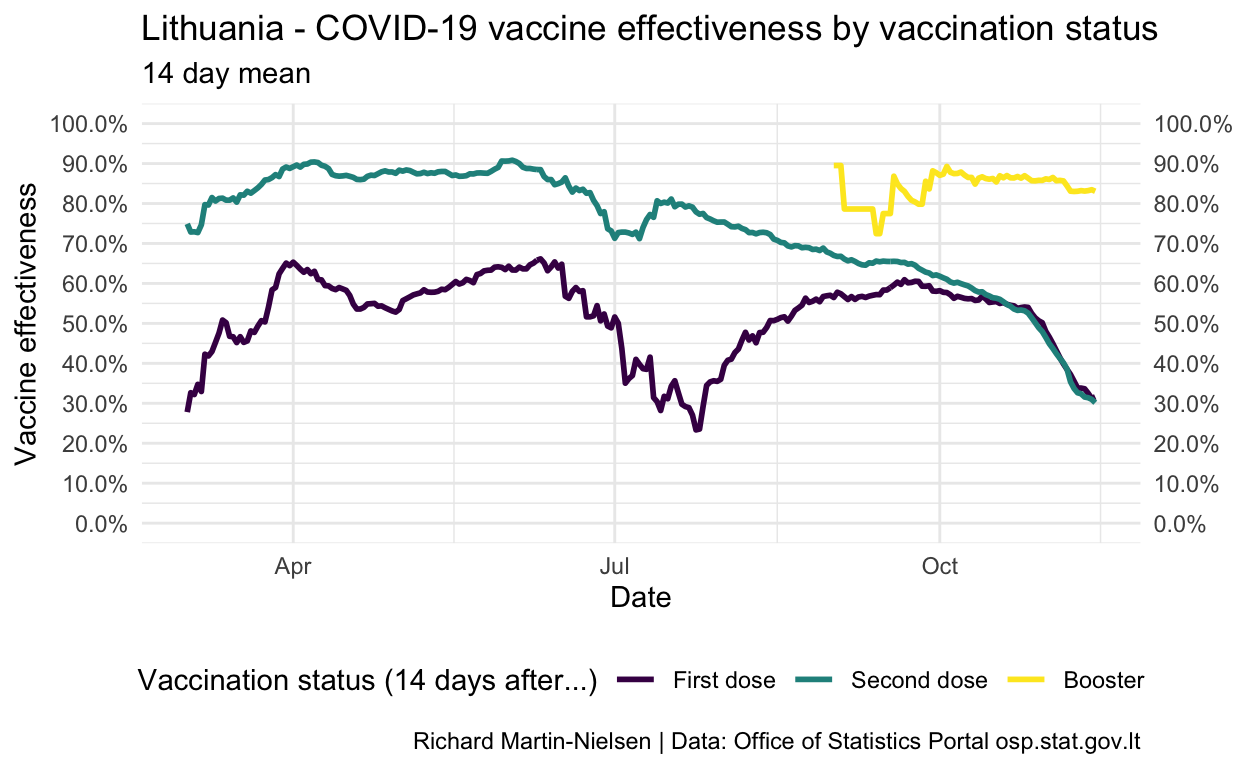 Lithuania - COVID-19 vaccine effectiveness by vaccination status
14 day mean
Vaccine effectiveness
100.0% 100.0%
90.0% 90.0%
80.0% 80.0%
70.0% 70.0%
60.0% 60.0%
50.0% 50.0%
40.0% 40.0%
30.0% 30.0%
20.0% 20.0%
10.0% 10.0%
0.0% 0.0%
Apr Jul Oct
Date
Vaccination status (14 days after...) First dose Second dose Booster
Richard Martin-Nielsen | Data: Office of Statistics Portal osp.stat.gov.lt